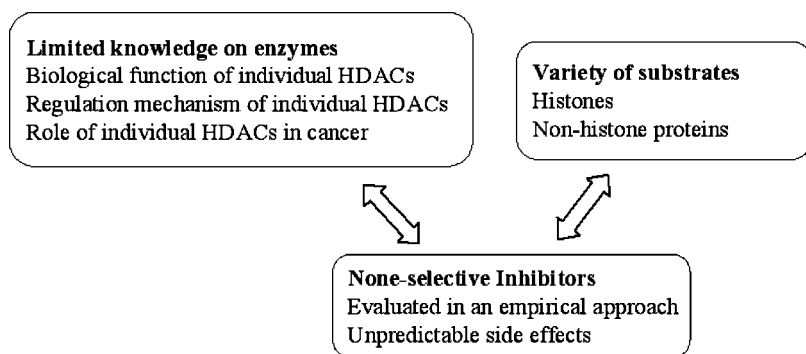 Limited knowledge on enzymes
Biological function of individual HDACs
Regulation mechanism of individual HDACs
Role of individual HDACs in cancer
Variety of substrates
Histones
Non-histone proteins
None-selective Inhibitors
Evaluated in an empirical approach
Unpredictable side effects